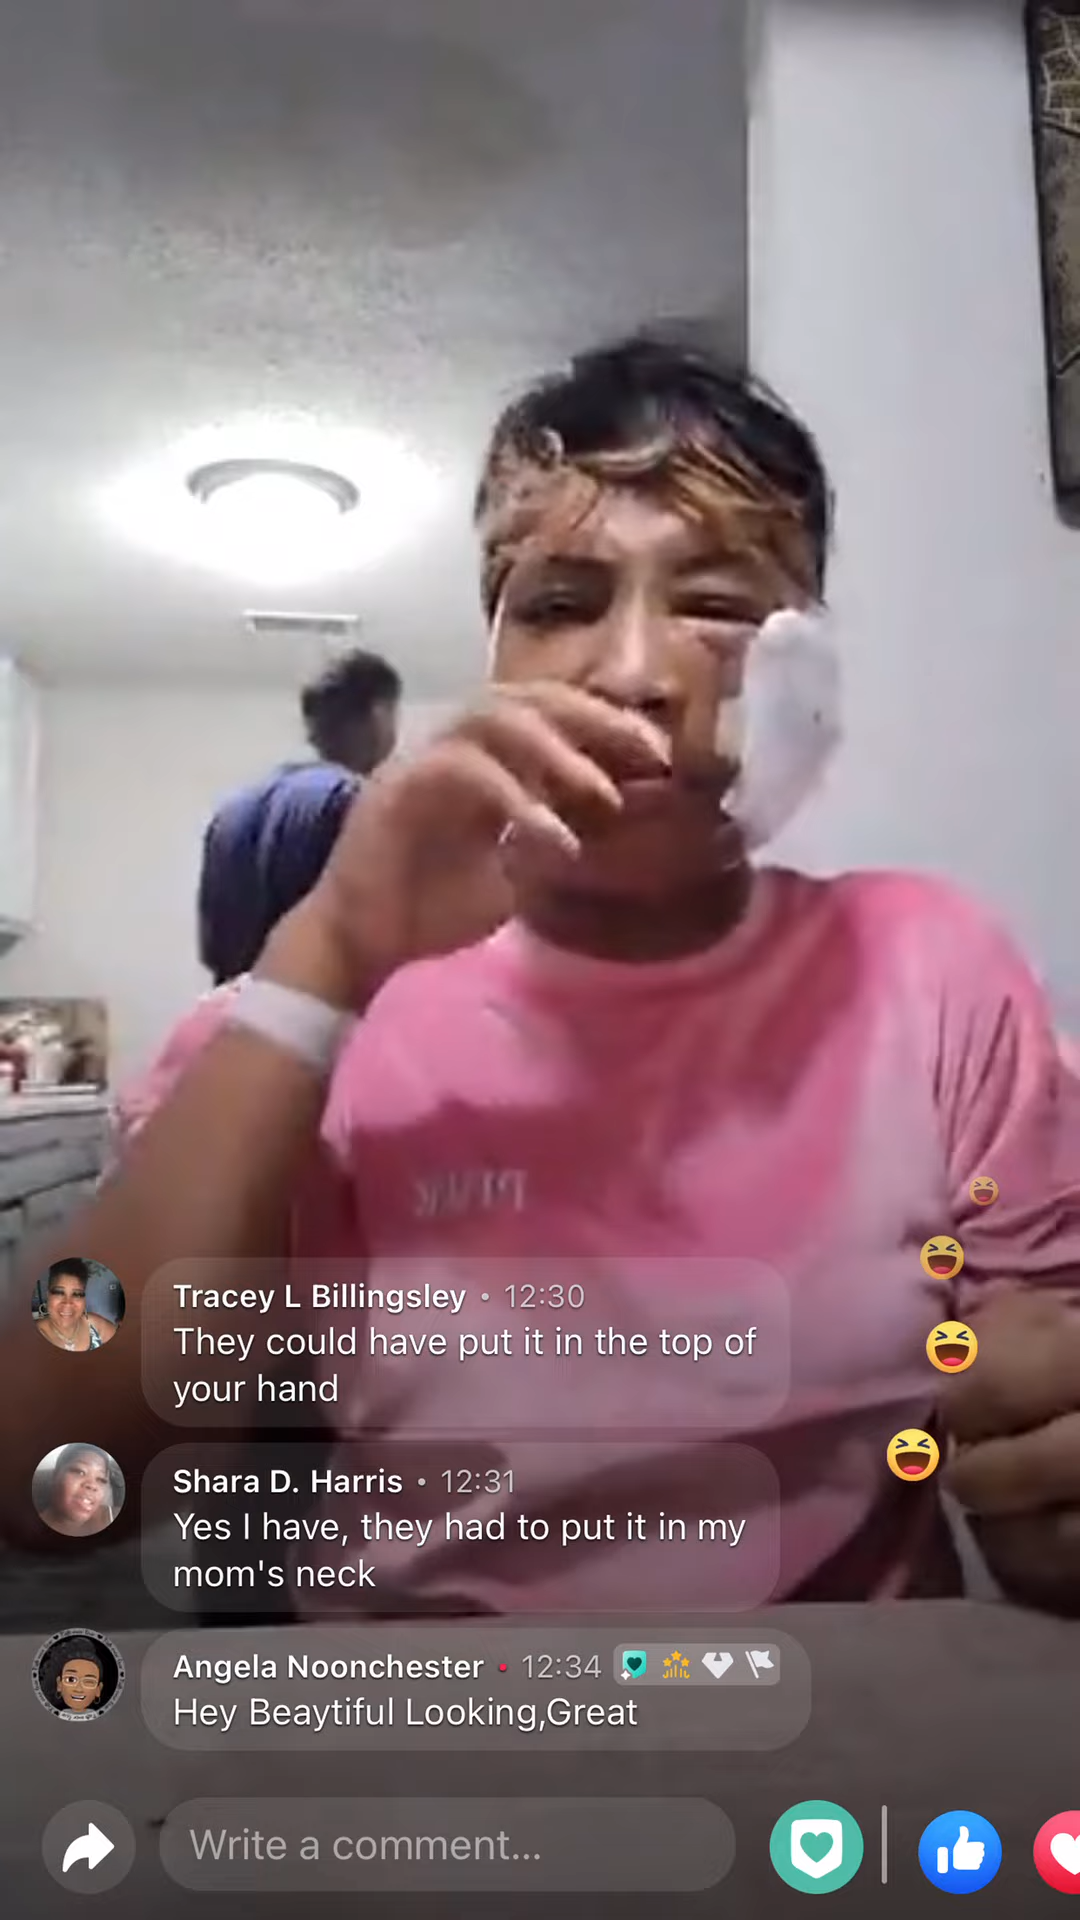 PINK
Tracey L Billingsley • 12:30
They could have put it in the top of
your hand
Shara D. Harris • 12:31
Yes I have, they had to put it in my
mom's neck
Angela Noonchester • 12:34
Hey Beaytiful Looking,Great
Write a comment...